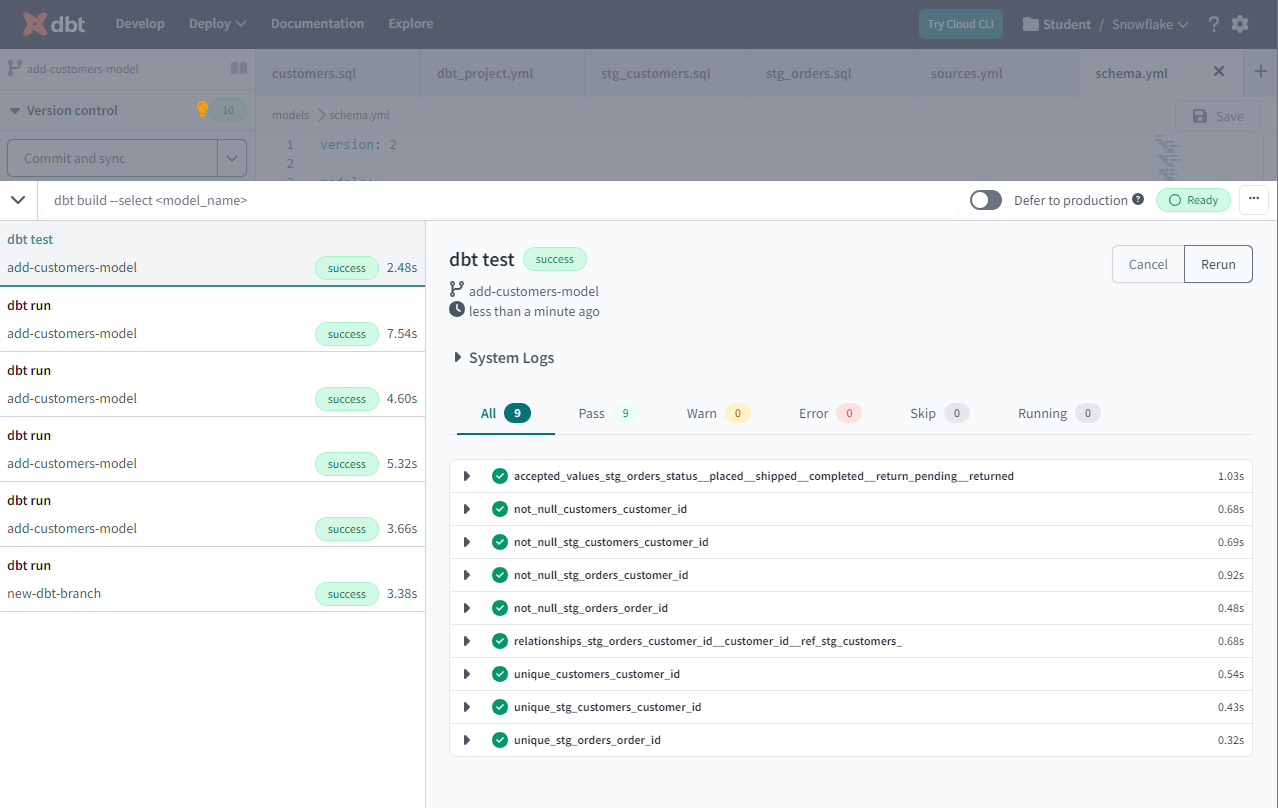 dbt Develop Deploy Documentation Explore Try Cloud CLI Student / Snowflake ?
add-customers-model customers.sql dbt_project.yml stg_customers.sql stg_orders.sql sources.yml schema.yml
Version control 10 models schema.yml Save
Commit and sync
1 version: 2
2
dbt build --select <model_name> Defer to production ? Ready ...
dbt test
add-customers-model success 2.48s
dbt run
add-customers-model success 7.54s
dbt run
add-customers-model success 4.60s
dbt run
add-customers-model success 5.32s
dbt run
add-customers-model success 3.66s
dbt run
new-dbt-branch success 3.38s
dbt test success Cancel Rerun
add-customers-model
less than a minute ago
System Logs
All 9 Pass 9 Warn 0 Error 0 Skip 0 Running 0
accepted_values_stg_orders_status__placed__shipped__completed__return_pending__returned 1.03s
not_null_customers_customer_id 0.68s
not_null_stg_customers_customer_id 0.69s
not_null_stg_orders_customer_id 0.92s
not_null_stg_orders_order_id 0.48s
relationships_stg_orders_customer_id__customer_id__ref_stg_customers_ 0.68s
unique_customers_customer_id 0.54s
unique_stg_customers_customer_id 0.43s
unique_stg_orders_order_id 0.32s